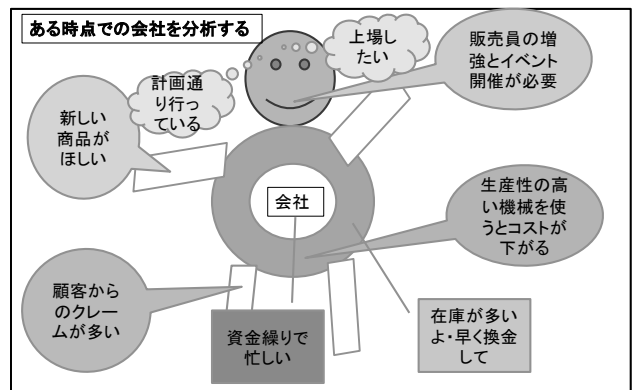 ある時点での会社を分析する
上場し
たい
販売員の増
強とイベント
開催が必要
計画通
り行っ
ている
新しい
商品が
ほしい
会社
生産性の高
い機械を使
うとコストが
下がる
顧客から
のクレー
ムが多い
資金繰りで
忙しい
在庫が多い
よ・早く換金
して